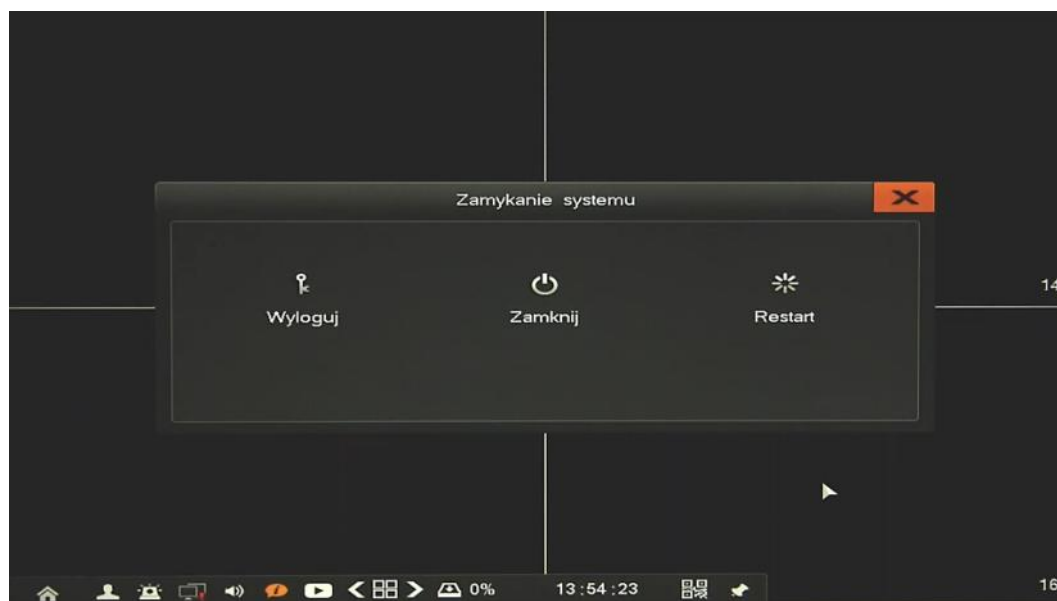 Zamykanie systemu
Wyloguj
Zamknij
Restart
14
0%
13:54:23
16